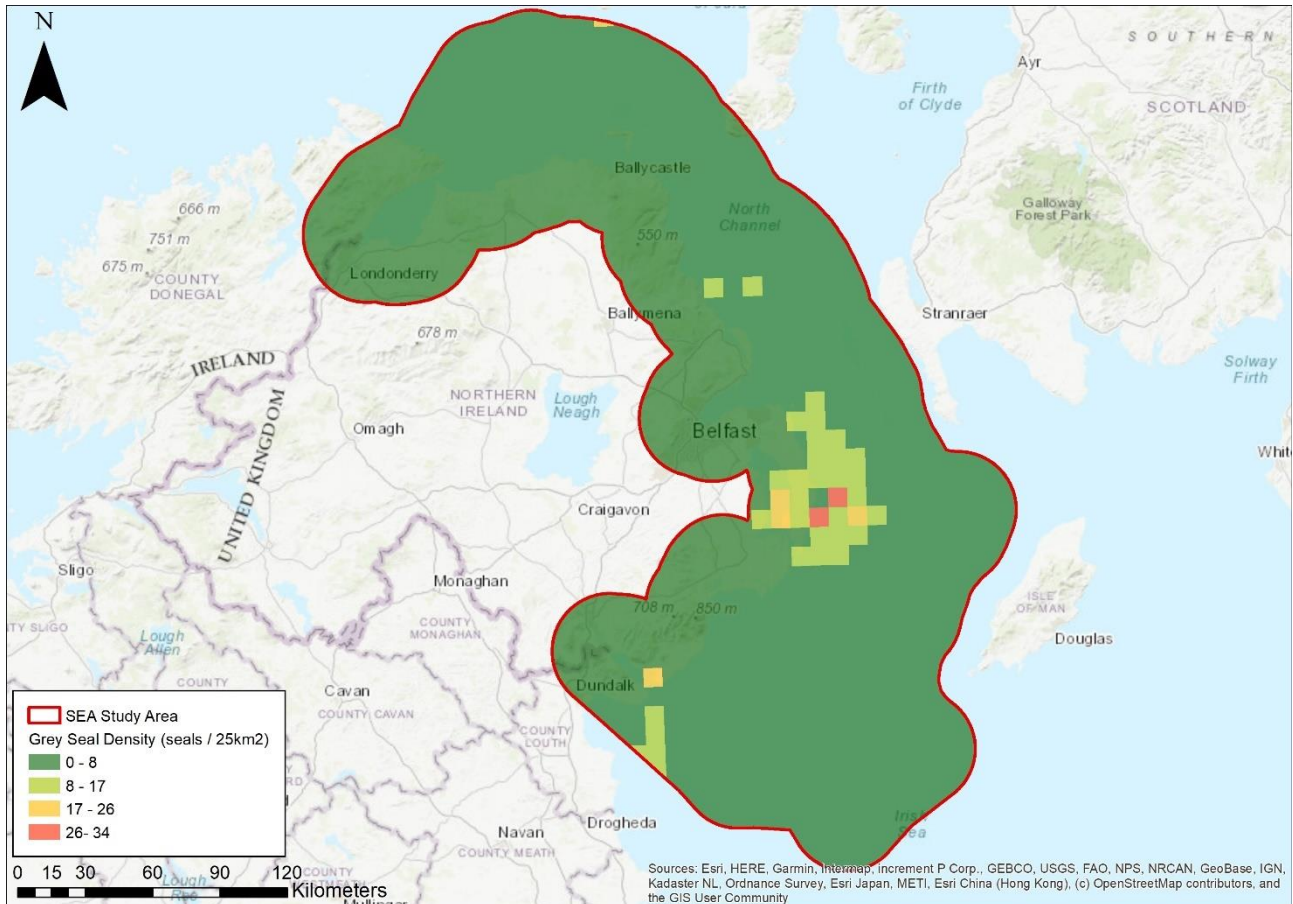 N
SOUTHERN
Ayr
Firth
of Clyde
SCOTLAND
Ballycastle
Galloway
Forest Park
North
Channel
666 m
751 m
675 m
550 m
COUNTY
DONEGAL
Londonderry
Ballymena
Stranraer
678 m
IRELAND
Solway
Firth
NORTHERN
IRELAND
Lough
Neagh
UNITED KINGDOM
Omagh
Belfast
Whit
Craigavon
Sligo
Monaghan
708 m
850 m
ISLE
OF MAN
TY SLIGO
COUNTY
MONAGHAN
Lough
Allen
Douglas
COUNTY
Cavan
Dundalk
COUNTY CAVAN
COUNTY
LOUTH
SEA Study Area
Grey Seal Density (seals / 25km2)
0 - 8
8 - 17
17 - 26
26- 34
Drogheda
Irish
Sea
Navan
COUNTY MEATH
0 15 30 60 90 120
Kilometers
Lough
Ree
Mullingar
Sources: Esri, HERE, Garmin, Intermap, increment P Corp., GEBCO, USGS, FAO, NPS, NRCAN, GeoBase, IGN,
Kadaster NL, Ordnance Survey, Esri Japan, METI, Esri China (Hong Kong), (c) OpenStreetMap contributors, and
the GIS User Community